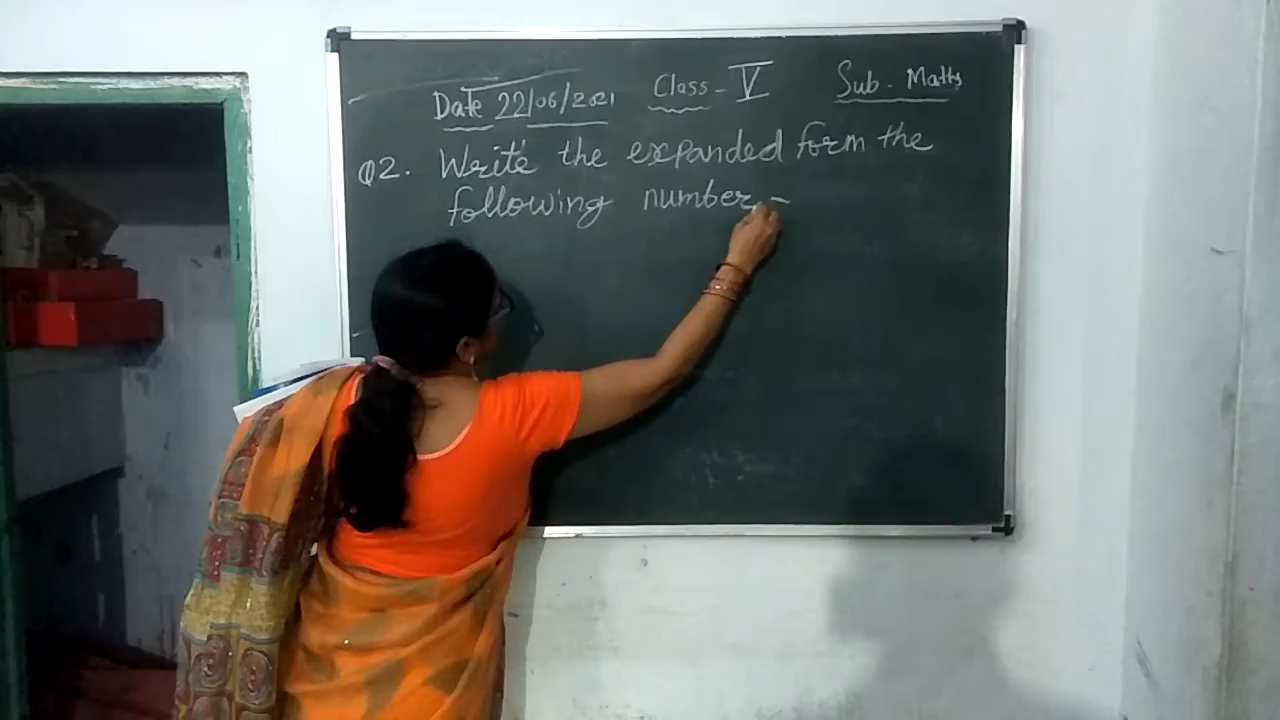 Date 22/06/2021 Class - V Sub. Maths
Q2. Write the expanded form the
following number -